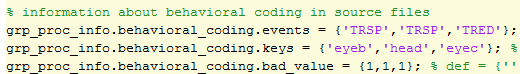 % information about behavioral coding in source files
grp_proc_info.behavioral_coding.events = {'TRSP','TRSP','TRED'};
grp_proc_info.behavioral_coding.keys = {'eyeb','head','eyec'}; %
grp_proc_info.behavioral_coding.bad_value = {1,1,1}; % def = {''